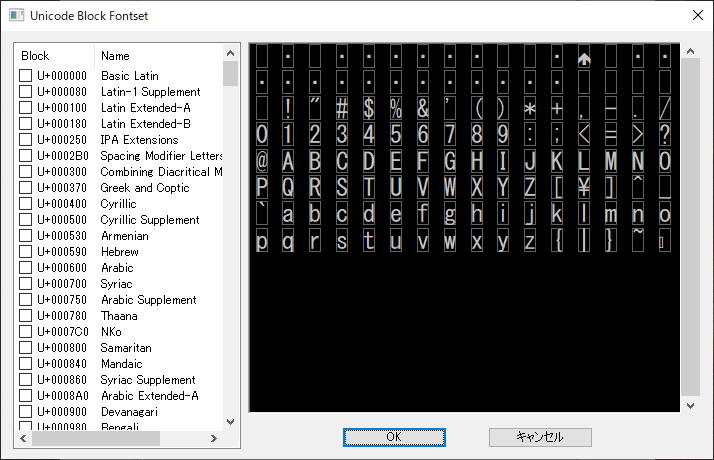 Unicode Block Fontset
Block Name
U+000000 Basic Latin
U+000080 Latin-1 Supplement
U+000100 Latin Extended-A
U+000180 Latin Extended-B
U+000250 IPA Extensions
U+0002B0 Spacing Modifier Letters
U+000300 Combining Diacritical M
U+000370 Greek and Coptic
U+000400 Cyrillic
U+000500 Cyrillic Supplement
U+000530 Armenian
U+000590 Hebrew
U+000600 Arabic
U+000700 Syriac
U+000750 Arabic Supplement
U+000780 Thaana
U+0007C0 NKo
U+000800 Samaritan
U+000840 Mandaic
U+000860 Syriac Supplement
U+0008A0 Arabic Extended-A
U+000900 Devanagari
U+000980 Bengali
! " # $ % & ' ( ) * + , - . /
0 1 2 3 4 5 6 7 8 9 : ; < = > ?
@ A B C D E F G H I J K L M N O
P Q R S T U V W X Y Z [ ¥ ] ^ _
` a b c d e f g h i j k l m n o
p q r s t u v w x y z { | } ~
OK キャンセル